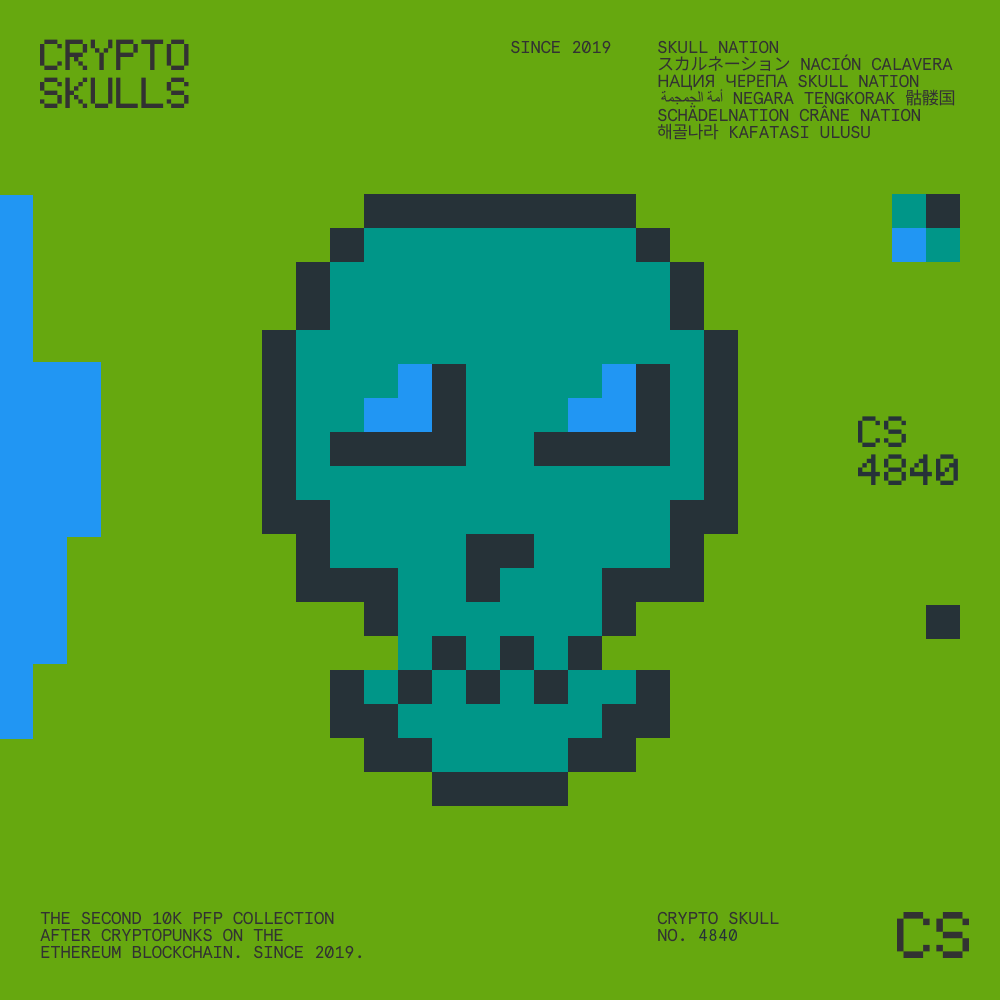 CRYPTO
SKULLS
SINCE 2019
SKULL NATION
スカルネーション NACIÓN CALAVERA
НАЦИЯ ЧЕРЕПА SKULL NATION
أمة الجمجمة NEGARA TENGKORAK 骷髅国
SCHÄDELNATION CRÂNE NATION
해골나라 KAFATASI ULUSU
CS
4840
THE SECOND 10K PFP COLLECTION
AFTER CRYPTOPUNKS ON THE
ETHEREUM BLOCKCHAIN. SINCE 2019.
CRYPTO SKULL
NO. 4840
CS